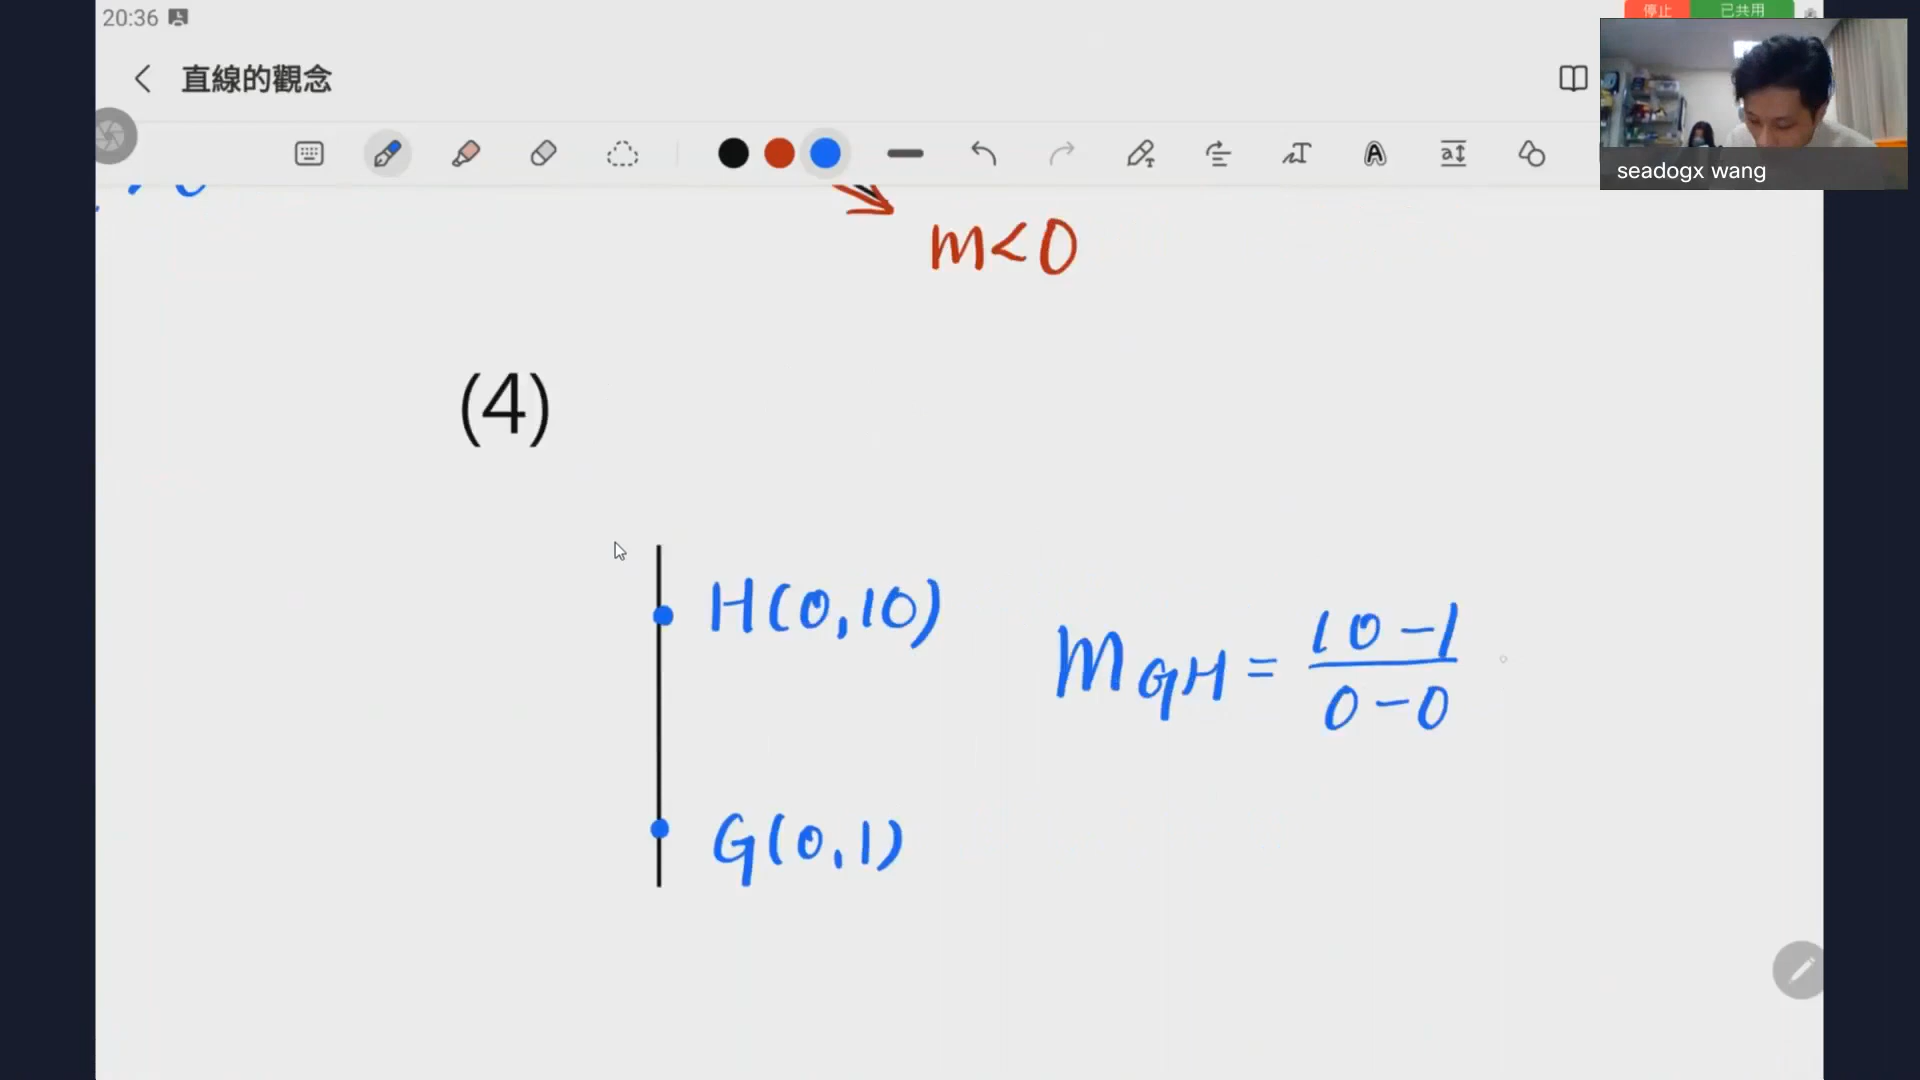 20:36
停止
已共用
直線的觀念
seadogx wang
m<0
(4)
H(0,10)
m GH = 10-1 / 0-0
G(0,1)